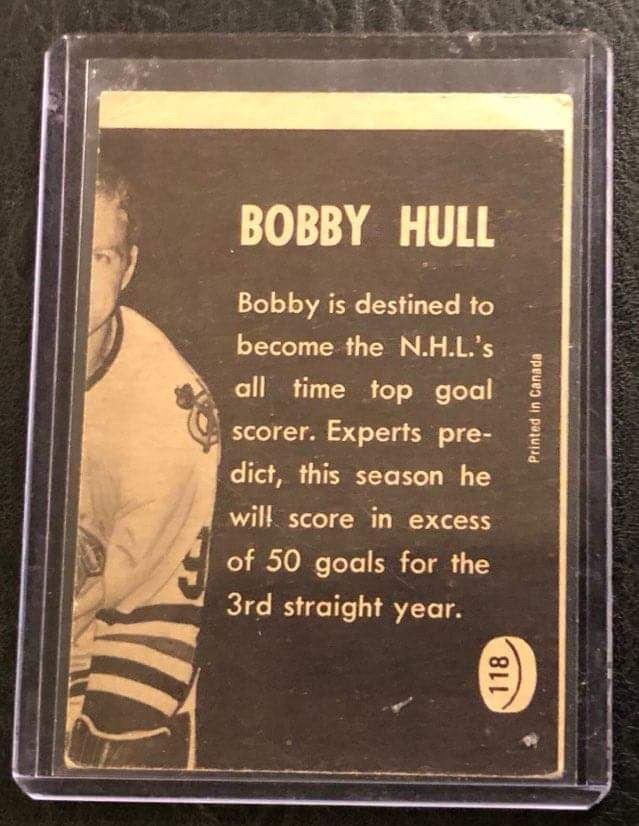 BOBBY HULL
Bobby is destined to
become the N.H.L.'s
all time top goal
scorer. Experts pre-
dict, this season he
will score in excess
of 50 goals for the
3rd straight year.
Printed in Canada
118
9